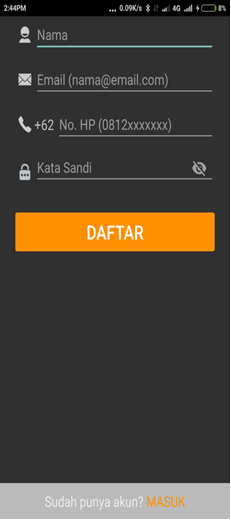 2:44PM ... 0.09K/s 4G 8%
Nama
Email (nama@email.com)
+62 No. HP (0812xxxxxxx)
Kata Sandi
DAFTAR
Sudah punya akun? MASUK